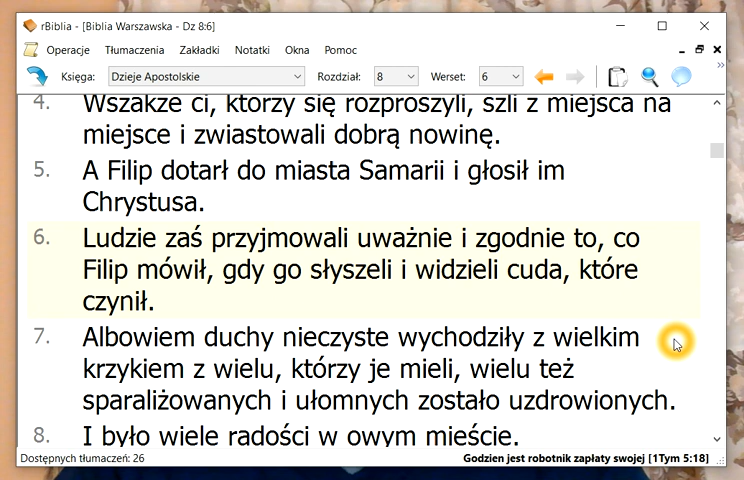 rBiblia - [Biblia Warszawska - Dz 8:6]
Operacje Tłumaczenia Zakładki Notatki Okna Pomoc
Księga: Dzieje Apostolskie Rozdział: 8 Werset: 6
4. Wszakże ci, którzy się rozproszyli, szli z miejsca na
miejsce i zwiastowali dobrą nowinę.
5. A Filip dotarł do miasta Samarii i głosił im
Chrystusa.
6. Ludzie zaś przyjmowali uważnie i zgodnie to, co
Filip mówił, gdy go słyszeli i widzieli cuda, które
czynił.
7. Albowiem duchy nieczyste wychodziły z wielkim
krzykiem z wielu, którzy je mieli, wielu też
sparaliżowanych i ułomnych zostało uzdrowionych.
8. I było wiele radości w owym mieście.
Dostępnych tłumaczeń: 26 Godzien jest robotnik zapłaty swojej [1Tym 5:18]